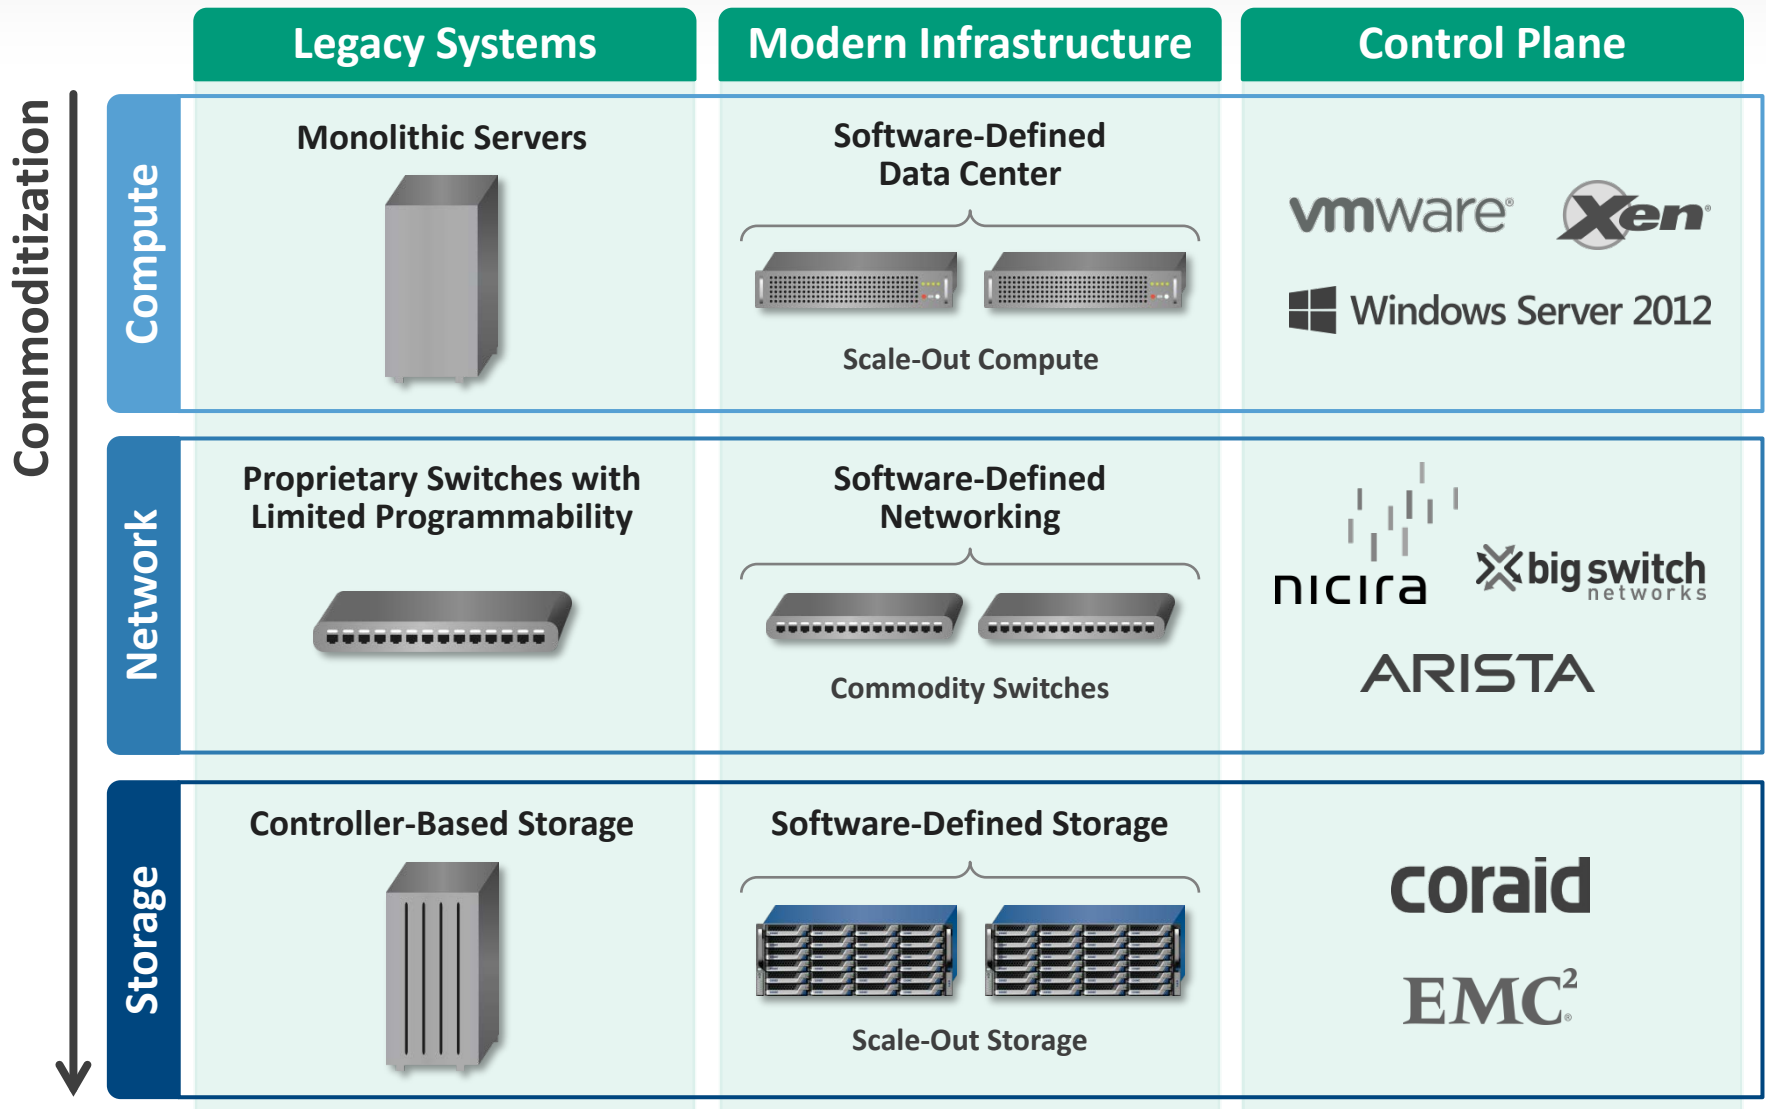 Legacy Systems
Modern Infrastructure
Control Plane
Commoditization
Compute
Monolithic Servers
Software-Defined
Data Center
Scale-Out Compute
vmware®
Xen®
Windows Server 2012
Network
Proprietary Switches with
Limited Programmability
Software-Defined
Networking
Commodity Switches
nicira
big switch
networks
ARISTA
Storage
Controller-Based Storage
Software-Defined Storage
Scale-Out Storage
coraid
EMC²®